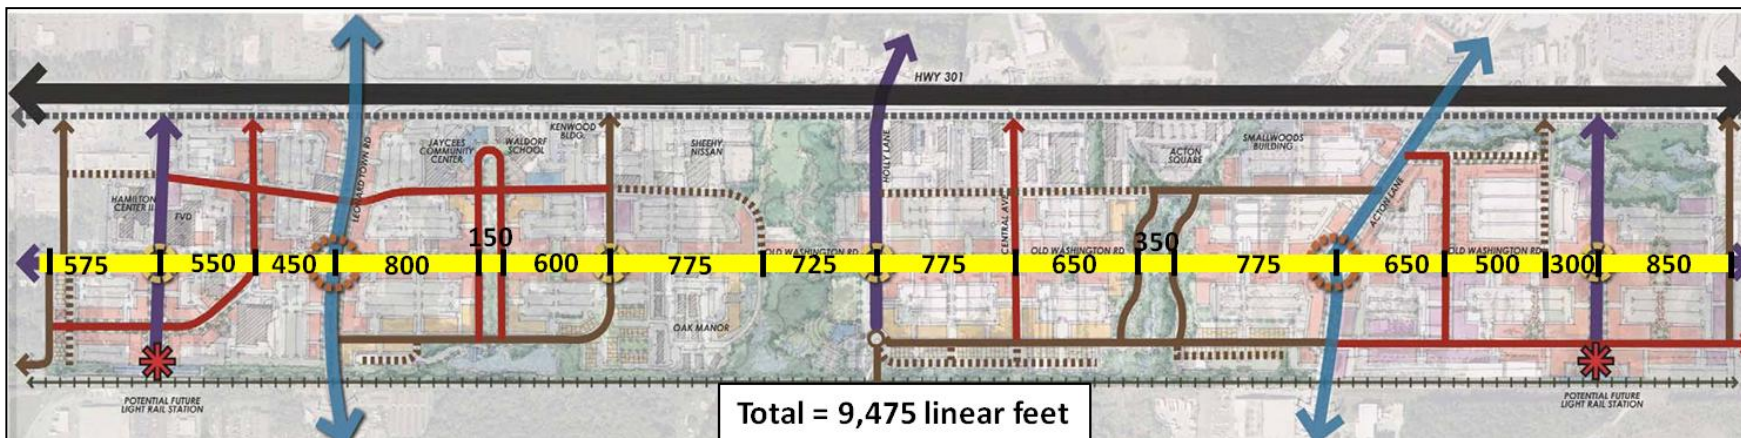 HWY 301
KENWOOD
BLDG.
JAYCEES
COMMUNITY
CENTER
WALDORF
SCHOOL
SHEEHY
NISSAN
HOLLY LANE
ACTON
SQUARE
SMALLWOODS
BUILDING
LEONARDTOWN RD
HAMILTON
CENTER II
FVD
CENTRAL AVE
ACTON LANE
OLD WASHINGTON RD
OLD WASHINGTON RD
OLD WASHINGTON RD
575
550
450
800
150
600
775
725
775
650
350
775
650
500
300
850
OAK MANOR
POTENTIAL FUTURE
LIGHT RAIL STATION
POTENTIAL FUTURE
LIGHT RAIL STATION
Total = 9,475 linear feet